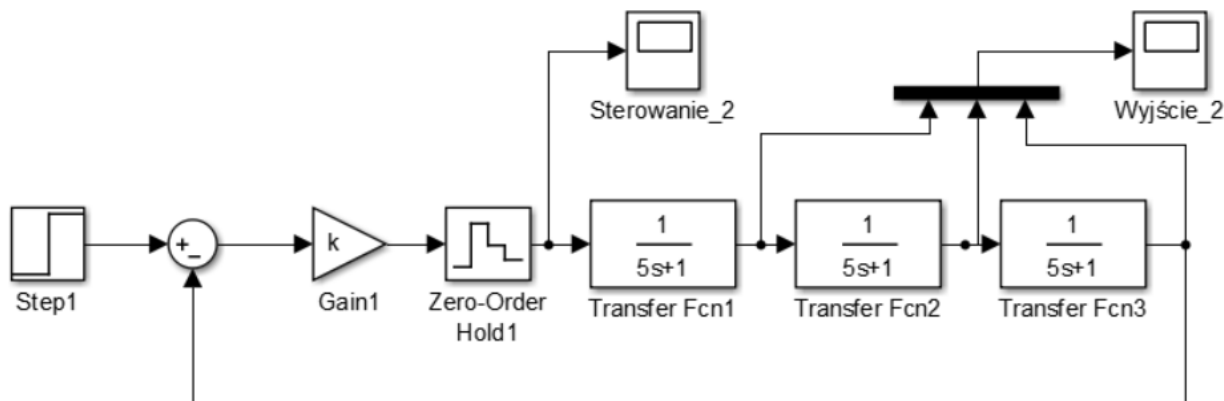 Sterowanie_2
Wyjście_2
+
−
k
1
5s+1
1
5s+1
1
5s+1
Step1
Gain1
Zero-Order
Hold1
Transfer Fcn1
Transfer Fcn2
Transfer Fcn3